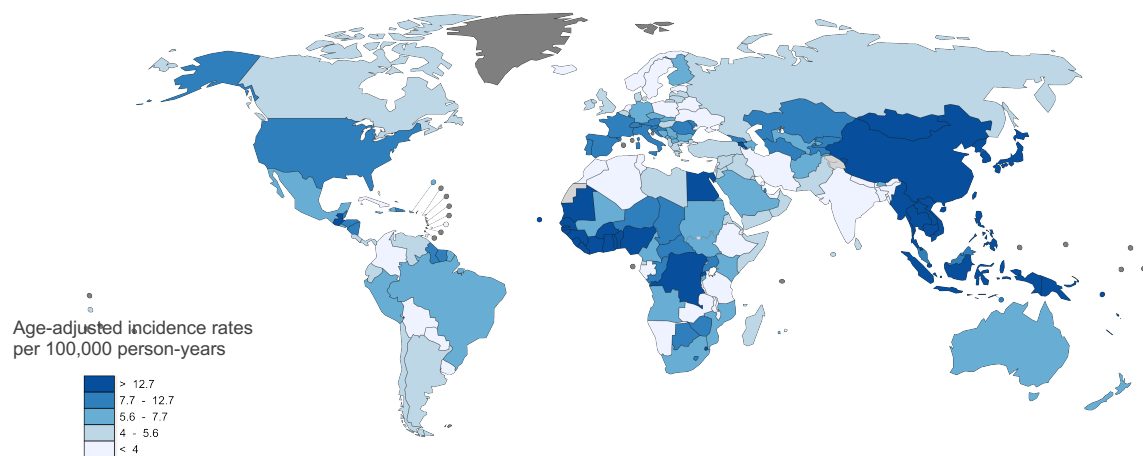 Age-adjusted incidence rates
per 100,000 person-years
> 12.7
7.7 - 12.7
5.6 - 7.7
4 - 5.6
< 4